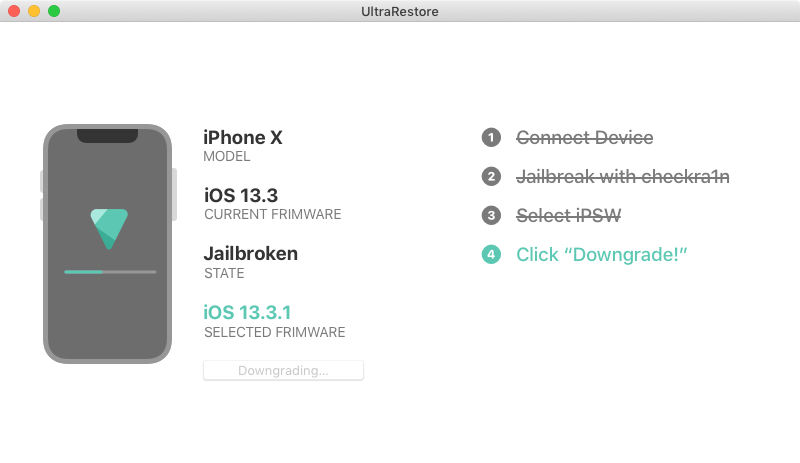 UltraRestore
iPhone X
MODEL
iOS 13.3
CURRENT FRIMWARE
Jailbroken
STATE
iOS 13.3.1
SELECTED FRIMWARE
Downgrading...
1 Connect Device
2 Jailbreak with checkra1n
3 Select iPSW
4 Click “Downgrade!”